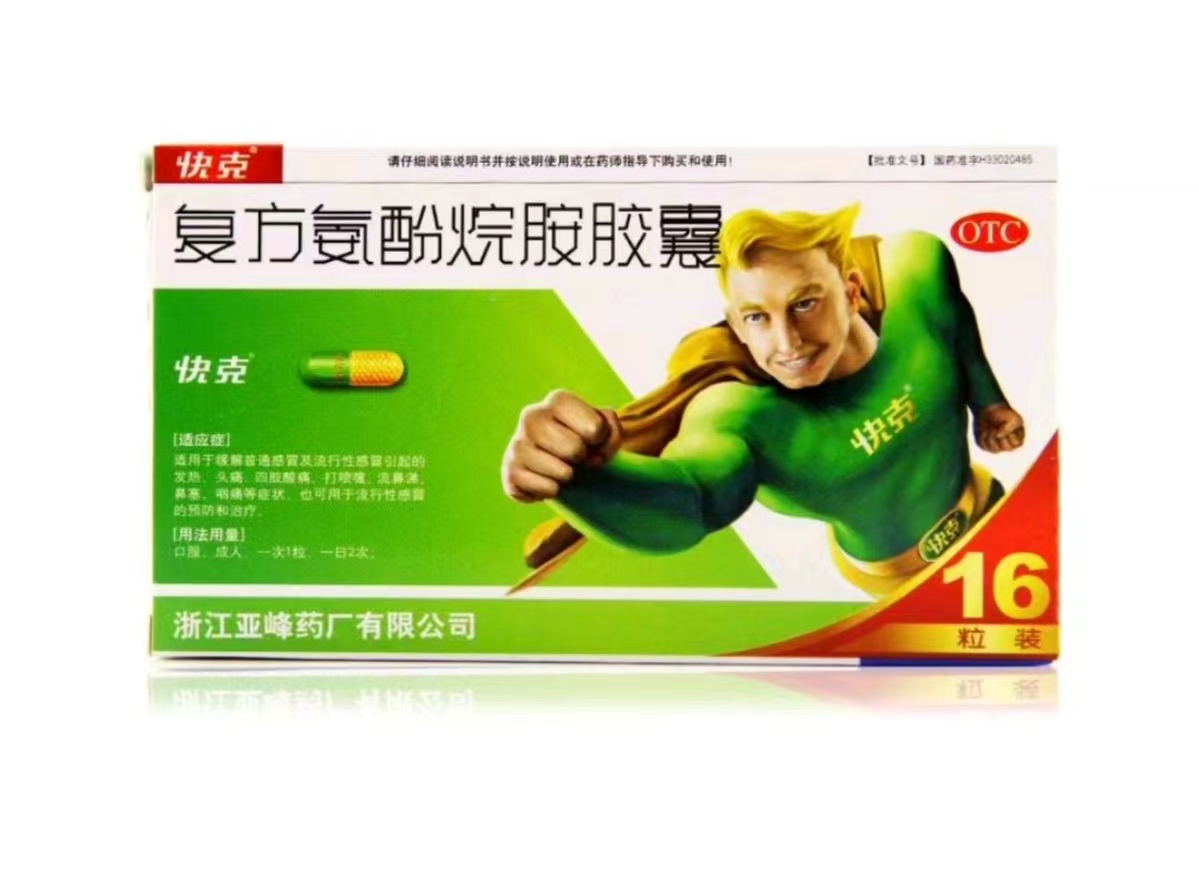 快克®
请仔细阅读说明书并按说明使用或在药师指导下购买和使用!
【批准文号】 国药准字H33020485
复方氨酚烷胺胶囊
OTC
快克®
[适应症]
适用于缓解普通感冒及流行性感冒引起的
发热、头痛、四肢酸痛、打喷嚏、流鼻涕、
鼻塞、咽痛等症状，也可用于流行性感冒
的预防和治疗。
[用法用量]
口服。成人，一次1粒，一日2次。
快克®
快克
16
粒 装
浙江亚峰药厂有限公司